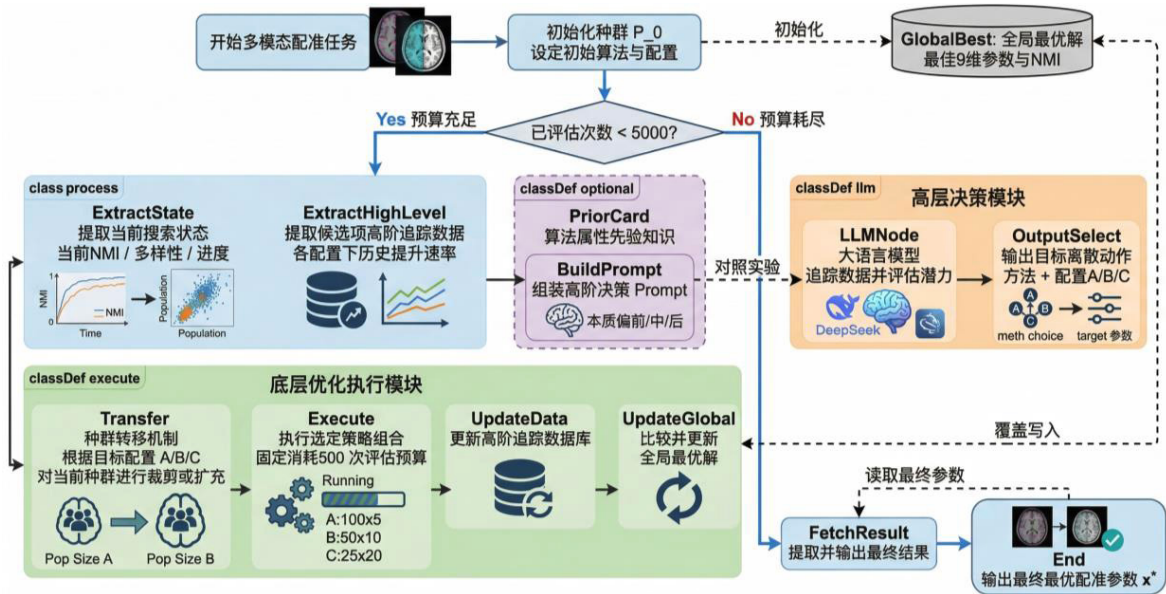 开始多模态配准任务
初始化种群 P_0
设定初始算法与配置
初始化
GlobalBest: 全局最优解
最佳9维参数与NMI
Yes 预算充足
已评估次数 < 5000?
No 预算耗尽
class process
ExtractState
提取当前搜索状态
当前NMI / 多样性 / 进度
1
NMI
0
NMI
Time
Population
Population
ExtractHighLevel
提取候选项高阶追踪数据
各配置下历史提升速率
classDef optional
PriorCard
算法属性先验知识
BuildPrompt
组装高阶决策 Prompt
本质偏前/中/后
对照实验
classDef llm
高层决策模块
LLMNode
大语言模型
追踪数据并评估潜力
DeepSeek
OutputSelect
输出目标离散动作
方法 + 配置A/B/C
A
A
B
C
meth choice
target 参数
classDef execute
底层优化执行模块
Transfer
种群转移机制
根据目标配置 A/B/C
对当前种群进行裁剪或扩充
Pop Size A
Pop Size B
Execute
执行选定策略组合
固定消耗500 次评估预算
Running
A:100x5
B:50x10
C:25x20
UpdateData
更新高阶追踪数据库
UpdateGlobal
比较并更新
全局最优解
覆盖写入
读取最终参数
FetchResult
提取并输出最终结果
End
输出最终最优配准参数 x*